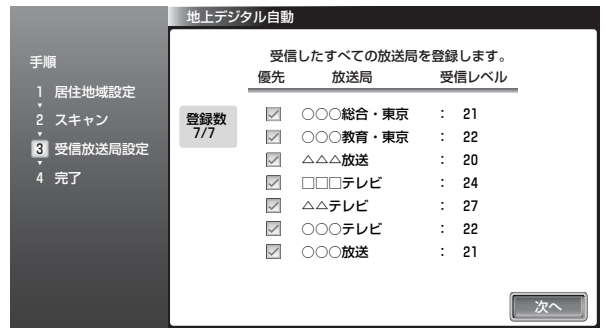 地上デジタル自動
手順
1 居住地域設定
2 スキャン
3 受信放送局設定
4 完了
受信したすべての放送局を登録します。
優先 放送局 受信レベル
登録数
7/7
○○○総合・東京 : 21
○○○教育・東京 : 22
△△△放送 : 20
□□□テレビ : 24
△△テレビ : 27
○○○テレビ : 22
○○○放送 : 21
次へ